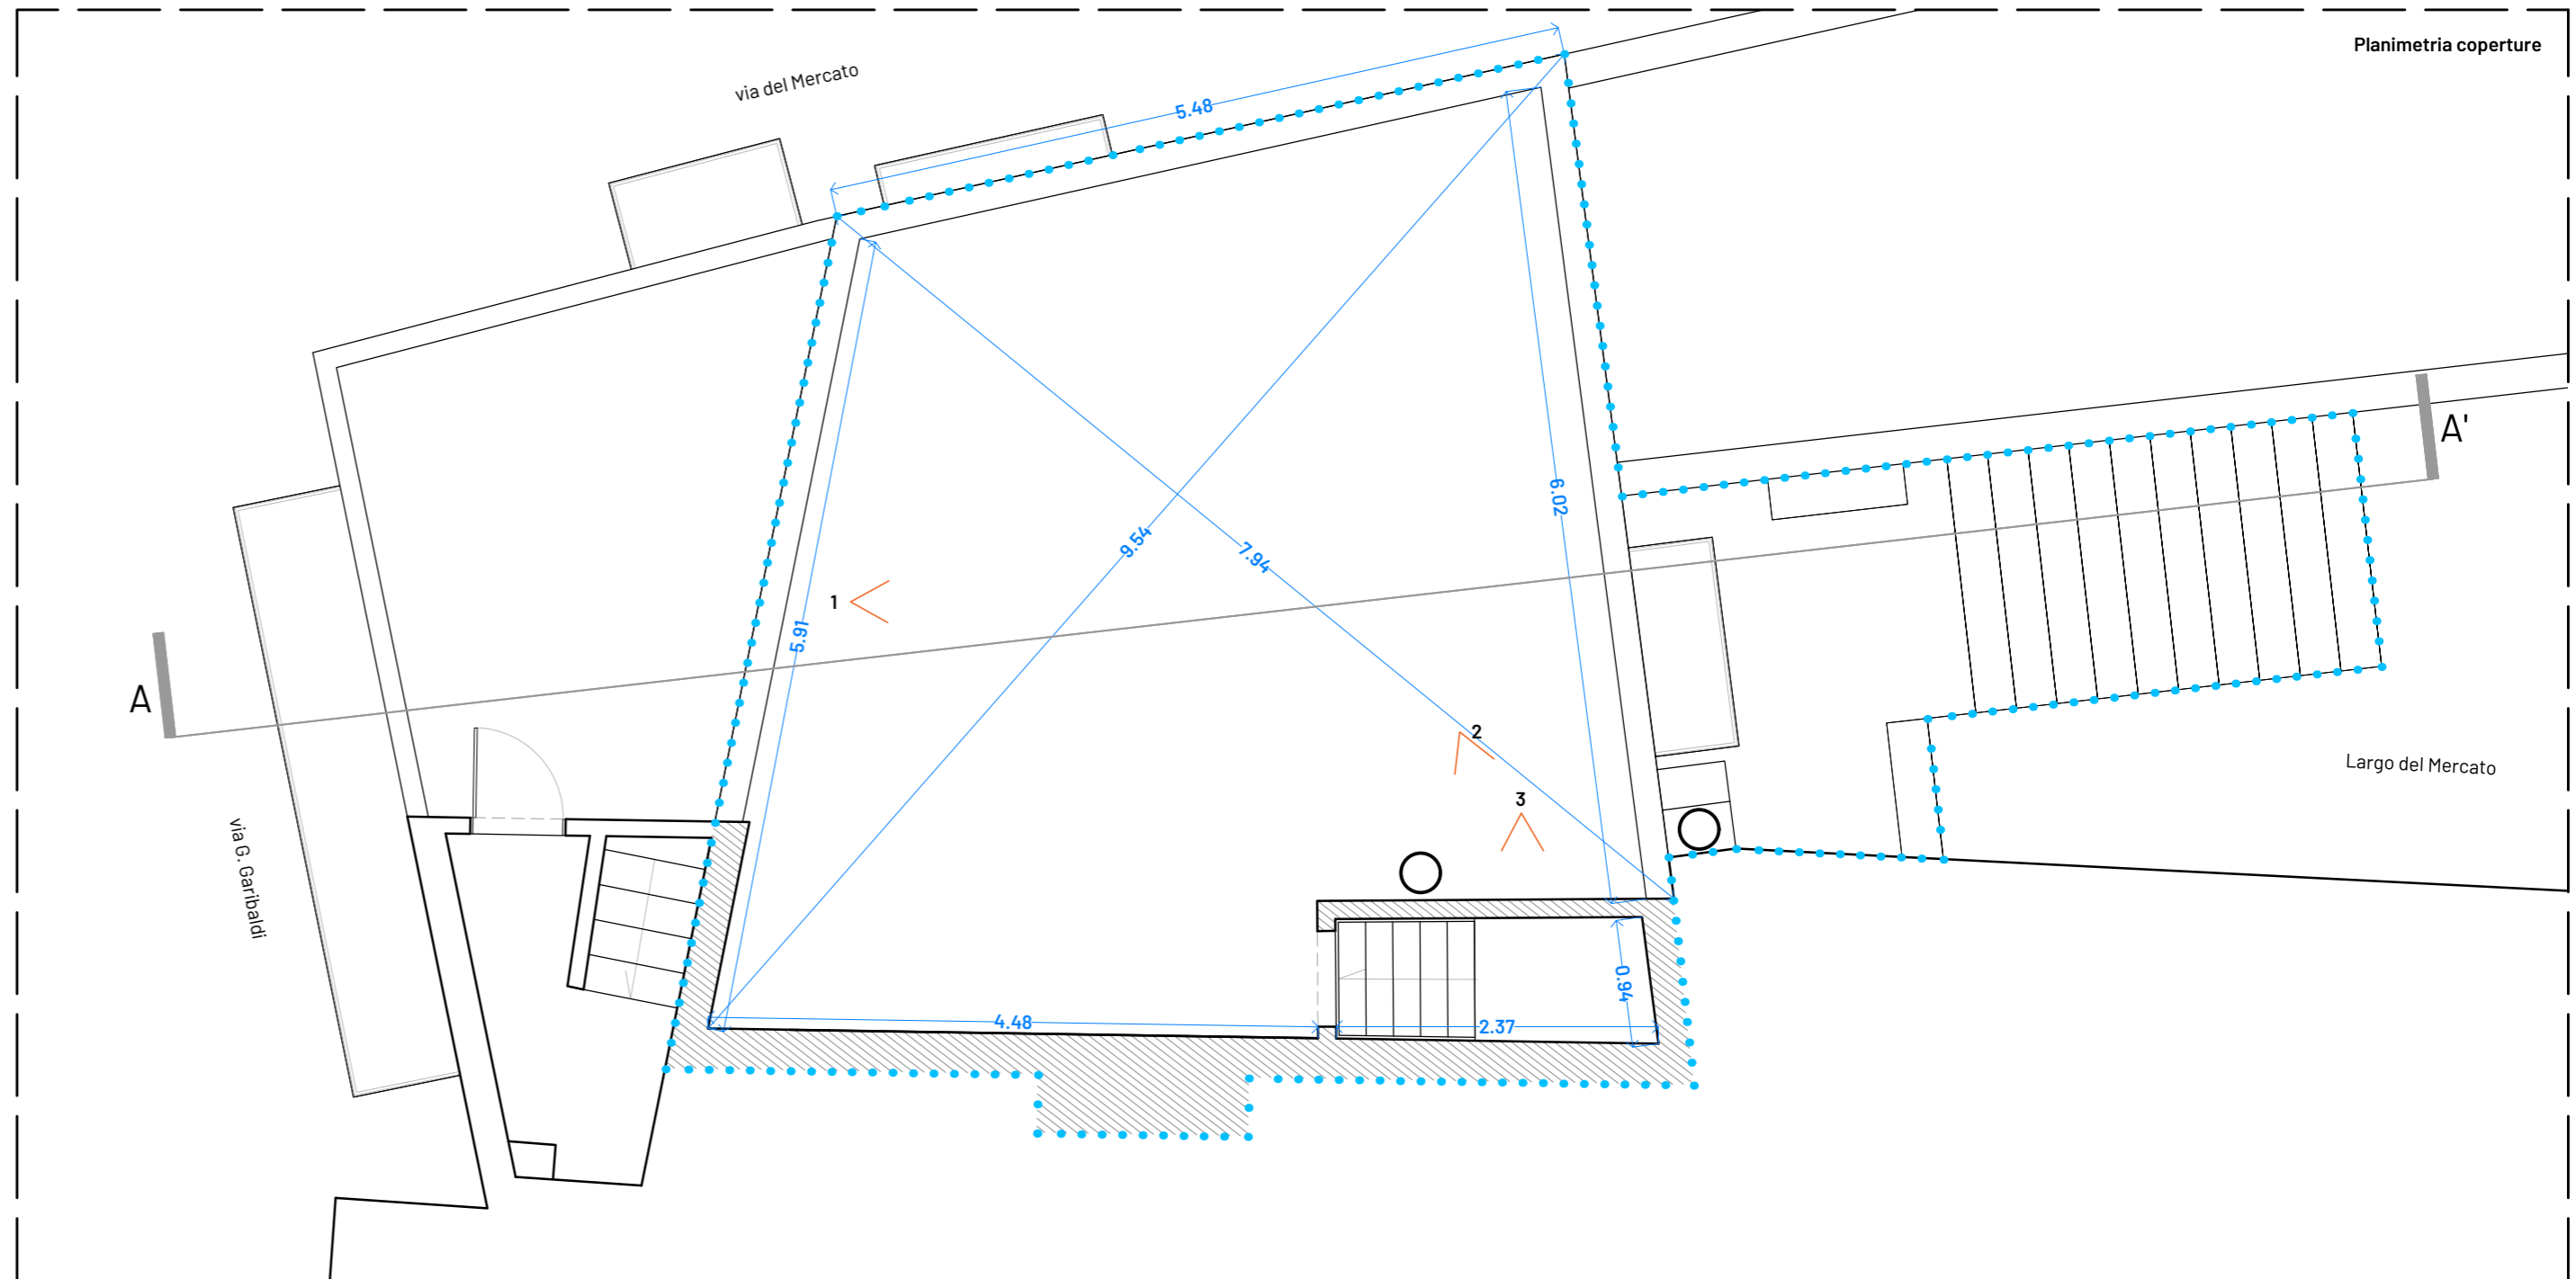 Planimetria coperture
via del Mercato
5.48
A'
6.02
9.54
7.94
1
5.91
A
2
Largo del Mercato
3
via G. Garibaldi
0.94
4.48
2.37